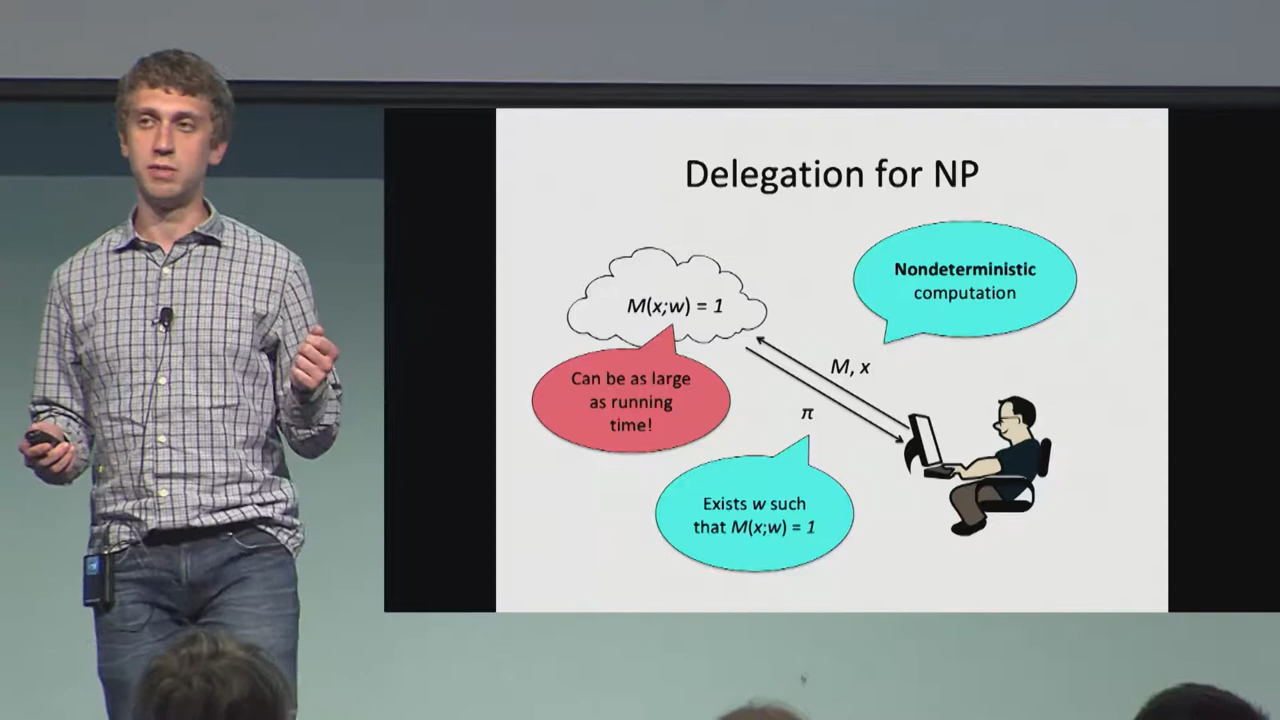 Delegation for NP
Nondeterministic
computation
M(x;w) = 1
M, x
Can be as large
as running
time!
π
Exists w such
that M(x;w) = 1